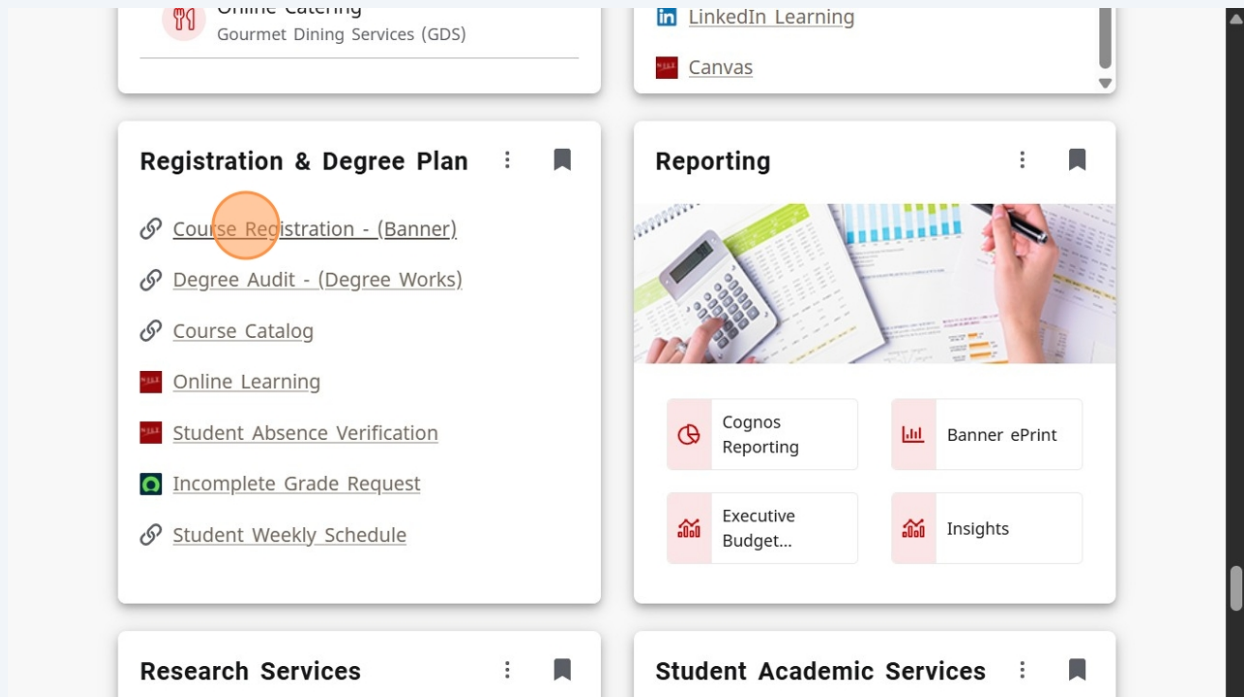 Online Catering
Gourmet Dining Services (GDS)
LinkedIn Learning
Canvas
Registration & Degree Plan
Course Registration - (Banner)
Degree Audit - (Degree Works)
Course Catalog
Online Learning
Student Absence Verification
Incomplete Grade Request
Student Weekly Schedule
Reporting
Cognos
Reporting
Banner ePrint
Executive
Budget...
Insights
Research Services
Student Academic Services